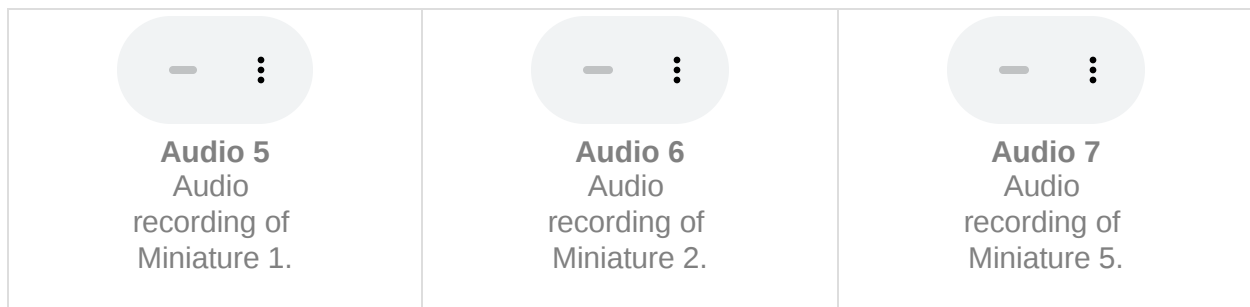 Audio 5
Audio
recording of
Miniature 1.
Audio 6
Audio
recording of
Miniature 2.
Audio 7
Audio
recording of
Miniature 5.